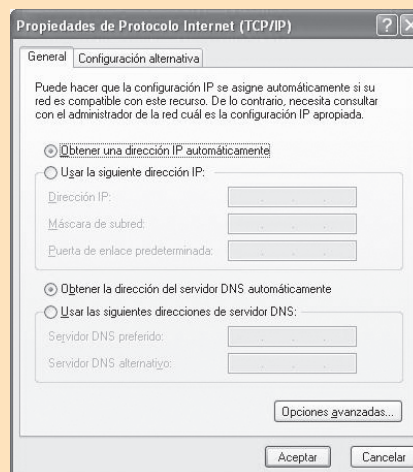 Propiedades de Protocolo Internet (TCP/IP)
General
Configuración alternativa
Puede hacer que la configuración IP se asigne automáticamente si su
red es compatible con este recurso. De lo contrario, necesita consultar
con el administrador de la red cuál es la configuración IP apropiada.
Obtener una dirección IP automáticamente
Usar la siguiente dirección IP:
Dirección IP:
Máscara de subred:
Puerta de enlace predeterminada:
Obtener la dirección del servidor DNS automáticamente
Usar las siguientes direcciones de servidor DNS:
Servidor DNS preferido:
Servidor DNS alternativo:
Opciones avanzadas...
Aceptar
Cancelar